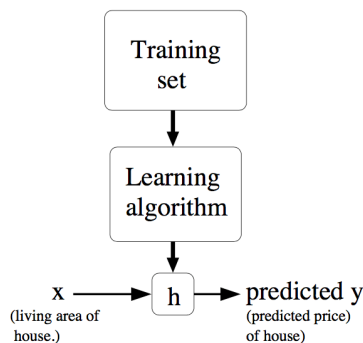 Training
set
Learning
algorithm
x
h
predicted y
(living area of
house.)
(predicted price)
of house)